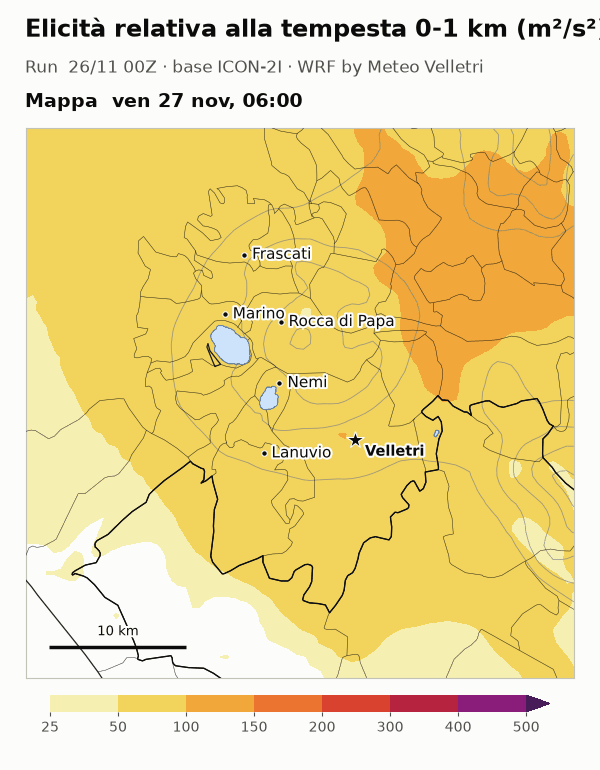 Elicità relativa alla tempesta 0-1 km (m²/s²)
Run  26/11 00Z · base ICON-2I · WRF by Meteo Velletri
Mappa  ven 27 nov, 06:00
Frascati
Marino
Rocca di Papa
Nemi
Velletri
Lanuvio
10 km
25 50 100 150 200 300 400 500